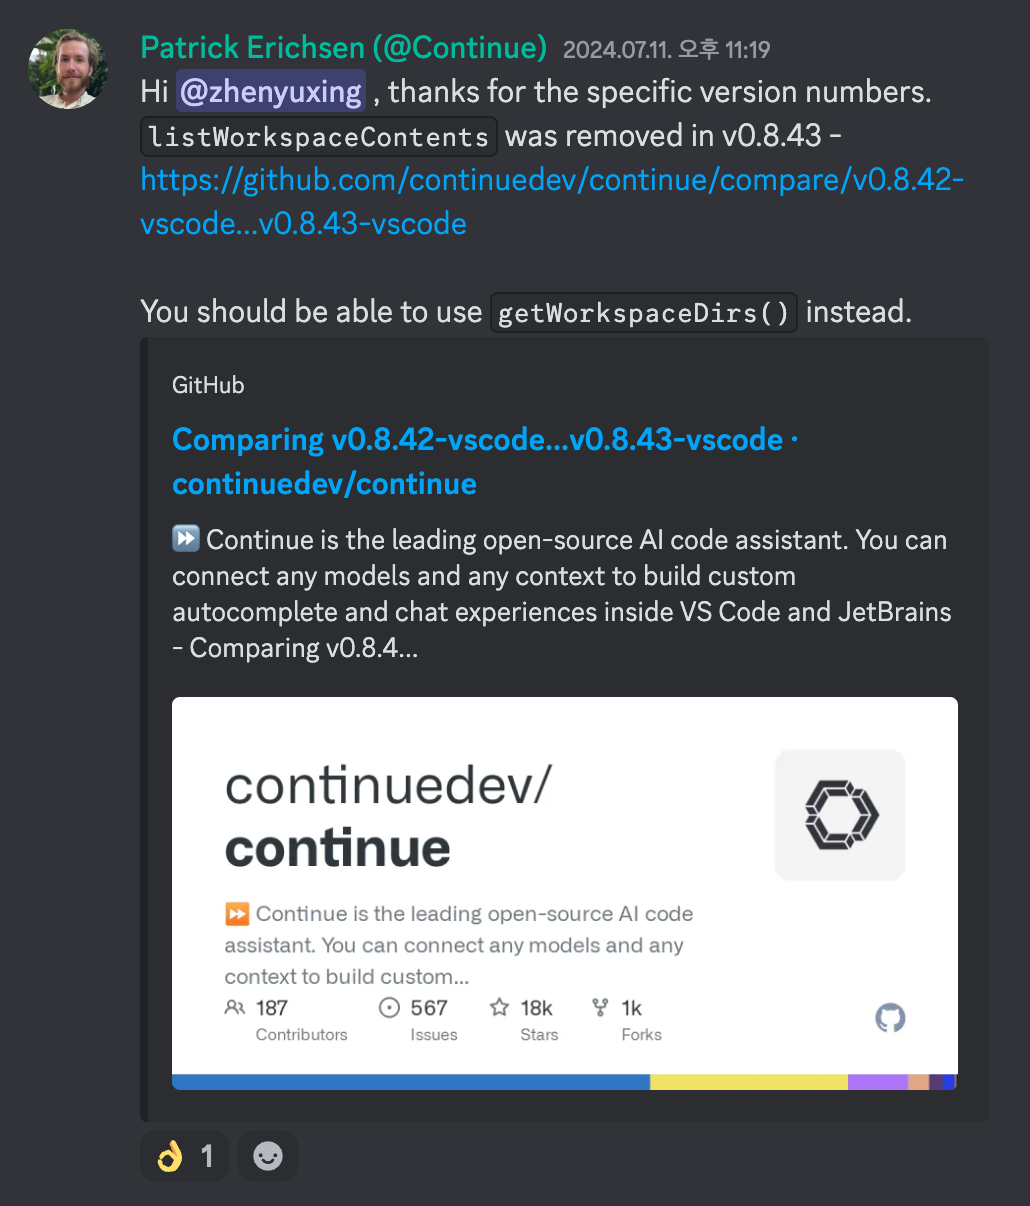 Patrick Erichsen (@Continue) 2024.07.11. 오후 11:19
Hi @zhenyuxing , thanks for the specific version numbers.
listWorkspaceContents was removed in v0.8.43 -
https://github.com/continuedev/continue/compare/v0.8.42-
vscode...v0.8.43-vscode
You should be able to use getWorkspaceDirs() instead.
GitHub
Comparing v0.8.42-vscode...v0.8.43-vscode ·
continuedev/continue
⏩ Continue is the leading open-source AI code assistant. You can
connect any models and any context to build custom
autocomplete and chat experiences inside VS Code and JetBrains
- Comparing v0.8.4...
continuedev/
continue
⏩ Continue is the leading open-source AI code
assistant. You can connect any models and any
context to build custom...
187 567 18k 1k
Contributors Issues Stars Forks
👌 1